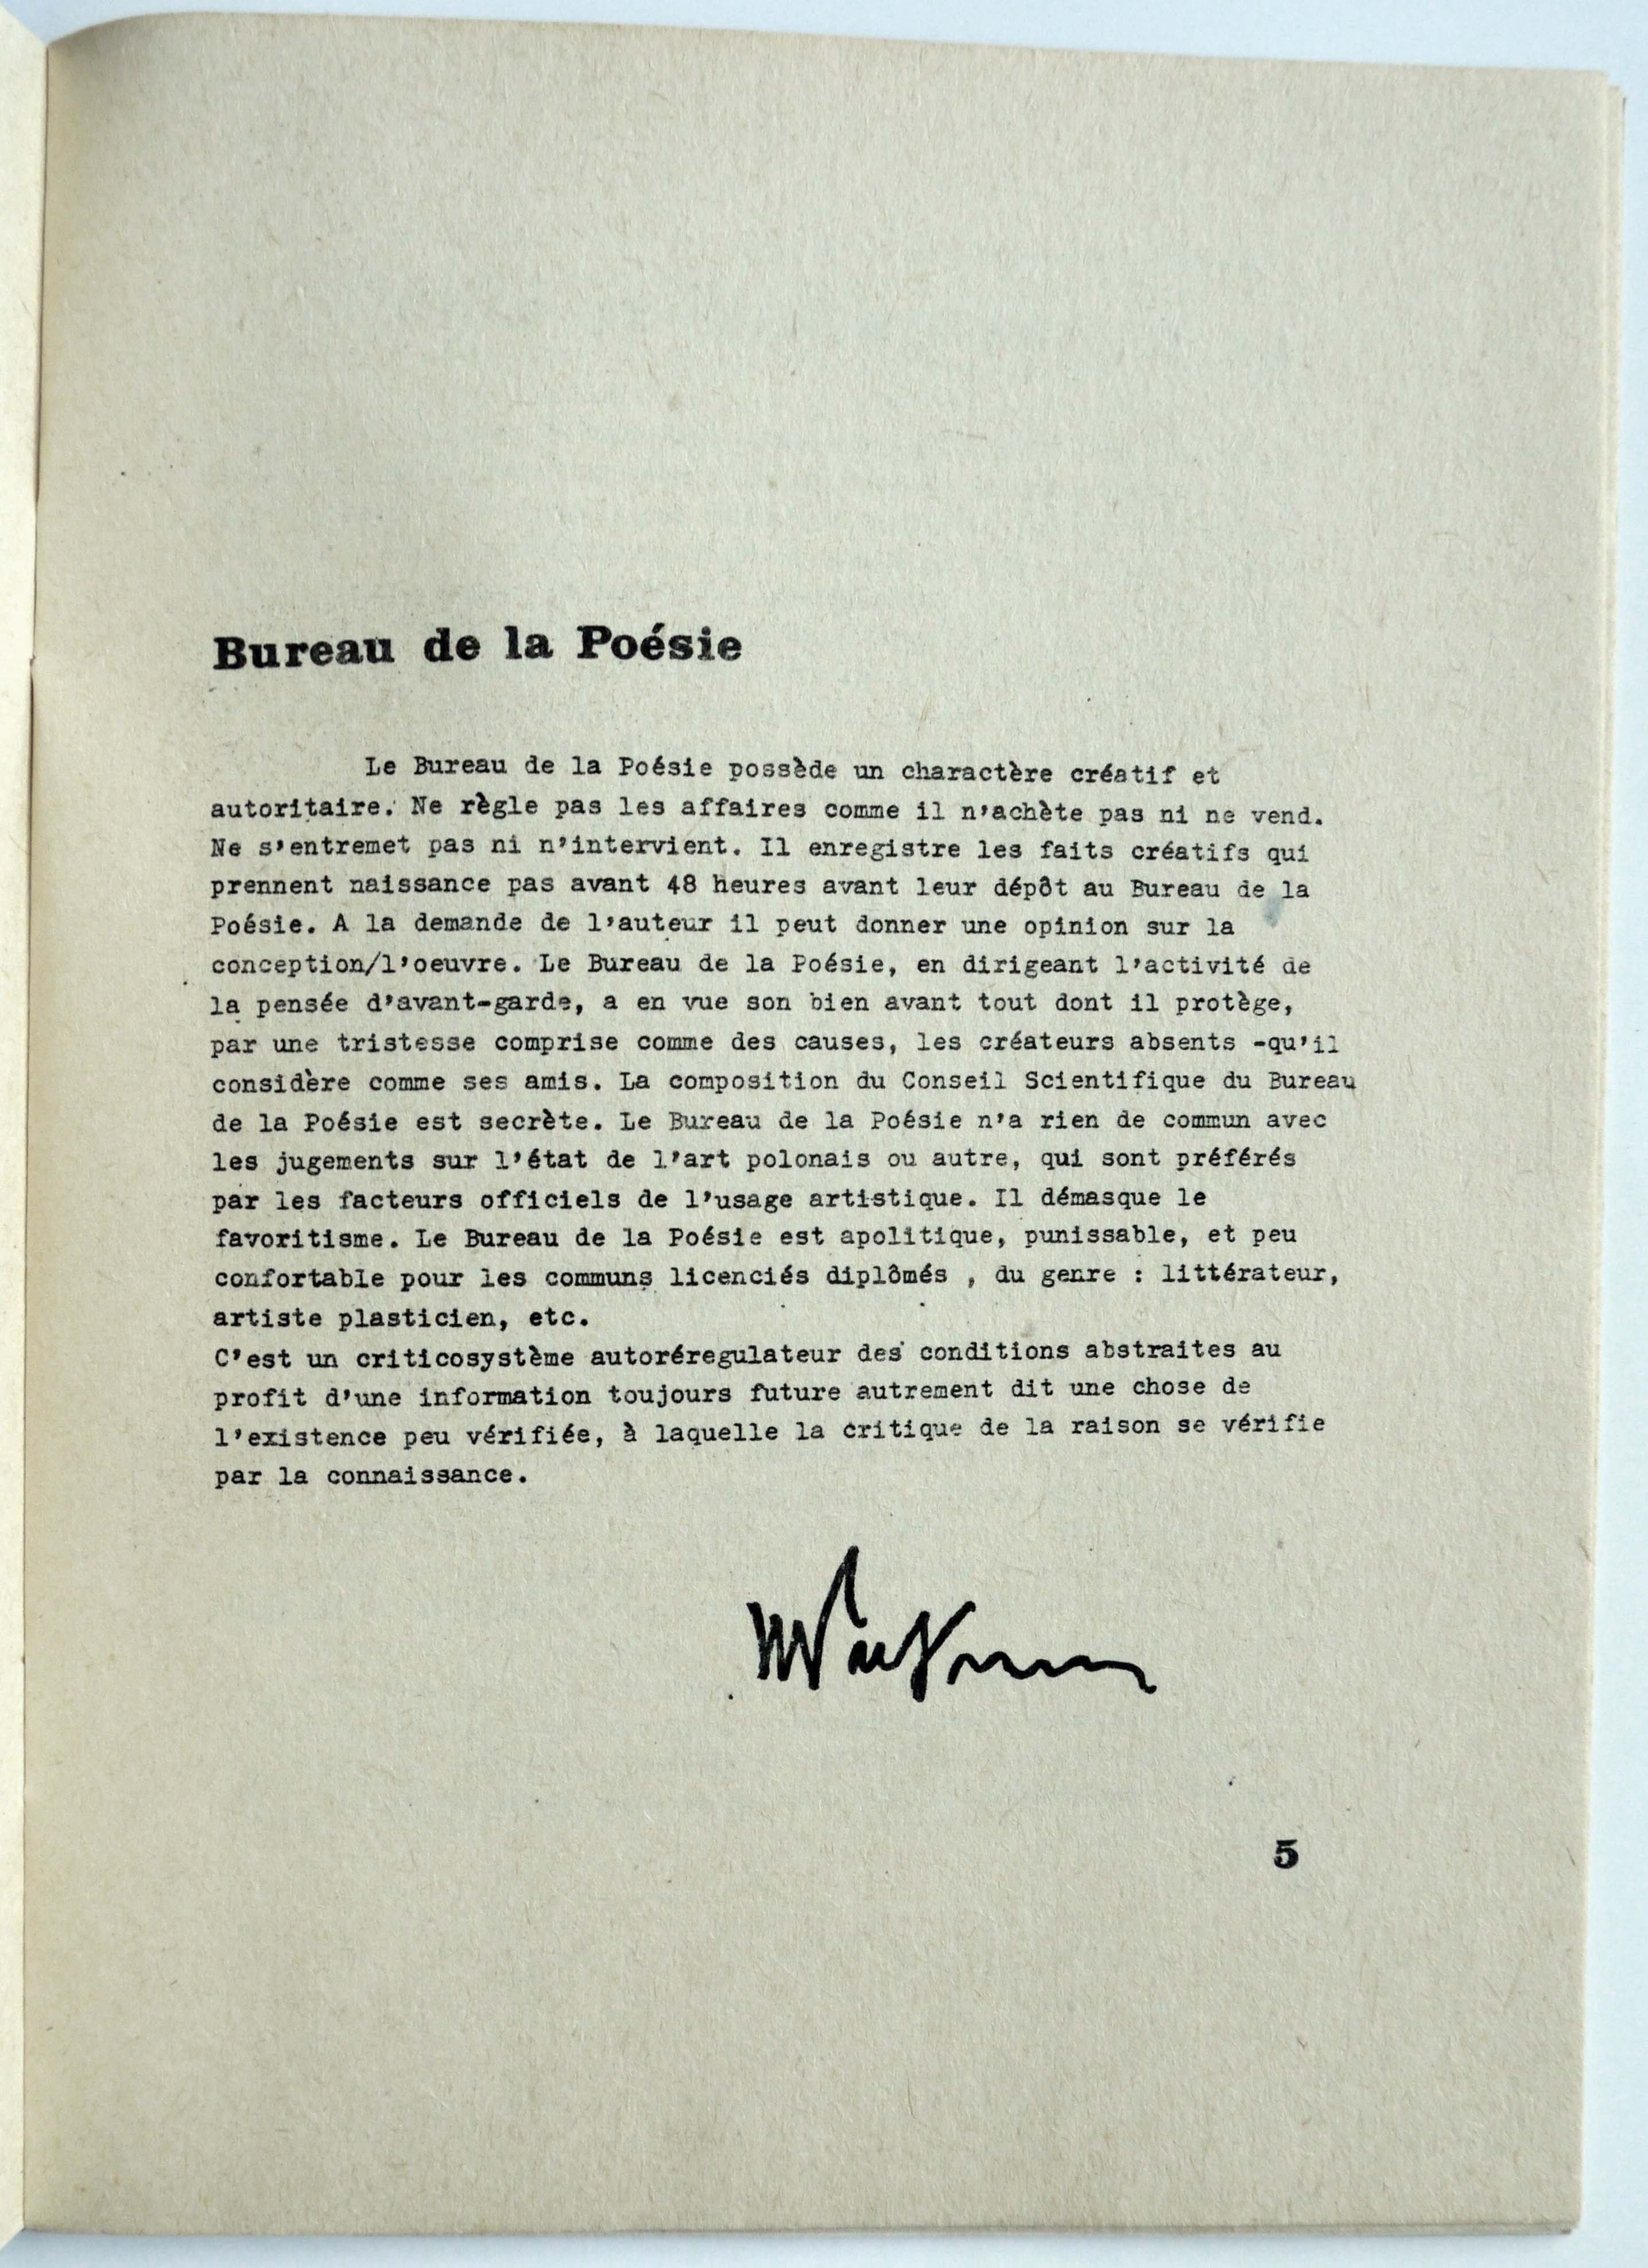 Bureau de la Poésie
Le Bureau de la Poésie possède un charactère créatif et
autoritaire. Ne règle pas les affaires comme il n'achète pas ni ne vend.
Ne s'entremet pas ni n'intervient. Il enregistre les faits créatifs qui
prennent naissance pas avant 48 heures avant leur dépôt au Bureau de la
Poésie. A la demande de l'auteur il peut donner une opinion sur la
conception/l'oeuvre. Le Bureau de la Poésie, en dirigeant l'activité de
la pensée d'avant-garde, a en vue son bien avant tout dont il protège,
par une tristesse comprise comme des causes, les créateurs absents -qu'il
considère comme ses amis. La composition du Conseil Scientifique du Bureau
de la Poésie est secrète. Le Bureau de la Poésie n'a rien de commun avec
les jugements sur l'état de l'art polonais ou autre, qui sont préférés
par les facteurs officiels de l'usage artistique. Il démasque le
favoritisme. Le Bureau de la Poésie est apolitique, punissable, et peu
confortable pour les communs licenciés diplômés , du genre : littérateur,
artiste plasticien, etc.
C'est un criticosystème autoréregulateur des conditions abstraites au
profit d'une information toujours future autrement dit une chose de
l'existence peu vérifiée, à laquelle la critique de la raison se vérifie
par la connaissance.
5